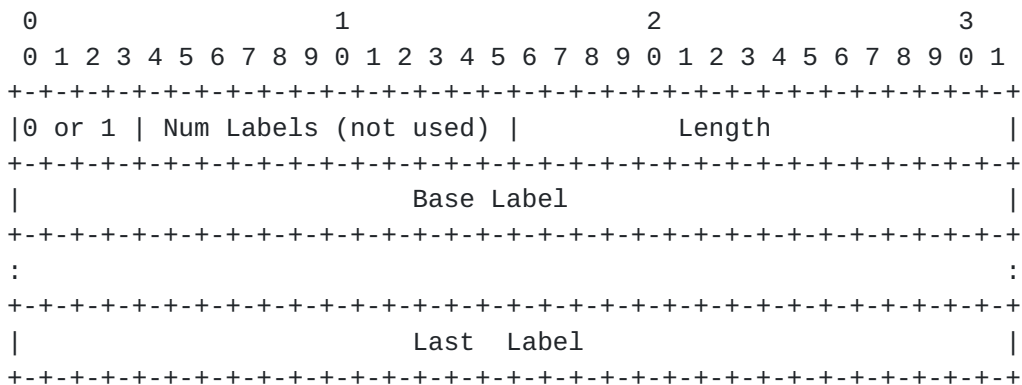 0                   1                   2                   3
 0 1 2 3 4 5 6 7 8 9 0 1 2 3 4 5 6 7 8 9 0 1 2 3 4 5 6 7 8 9 0 1
+-+-+-+-+-+-+-+-+-+-+-+-+-+-+-+-+-+-+-+-+-+-+-+-+-+-+-+-+-+-+-+-+
|0 or 1 | Num Labels (not used) |          Length               |
+-+-+-+-+-+-+-+-+-+-+-+-+-+-+-+-+-+-+-+-+-+-+-+-+-+-+-+-+-+-+-+-+
|                         Base Label                            |
+-+-+-+-+-+-+-+-+-+-+-+-+-+-+-+-+-+-+-+-+-+-+-+-+-+-+-+-+-+-+-+-+
:                                                               :
+-+-+-+-+-+-+-+-+-+-+-+-+-+-+-+-+-+-+-+-+-+-+-+-+-+-+-+-+-+-+-+-+
|                         Last  Label                           |
+-+-+-+-+-+-+-+-+-+-+-+-+-+-+-+-+-+-+-+-+-+-+-+-+-+-+-+-+-+-+-+-+